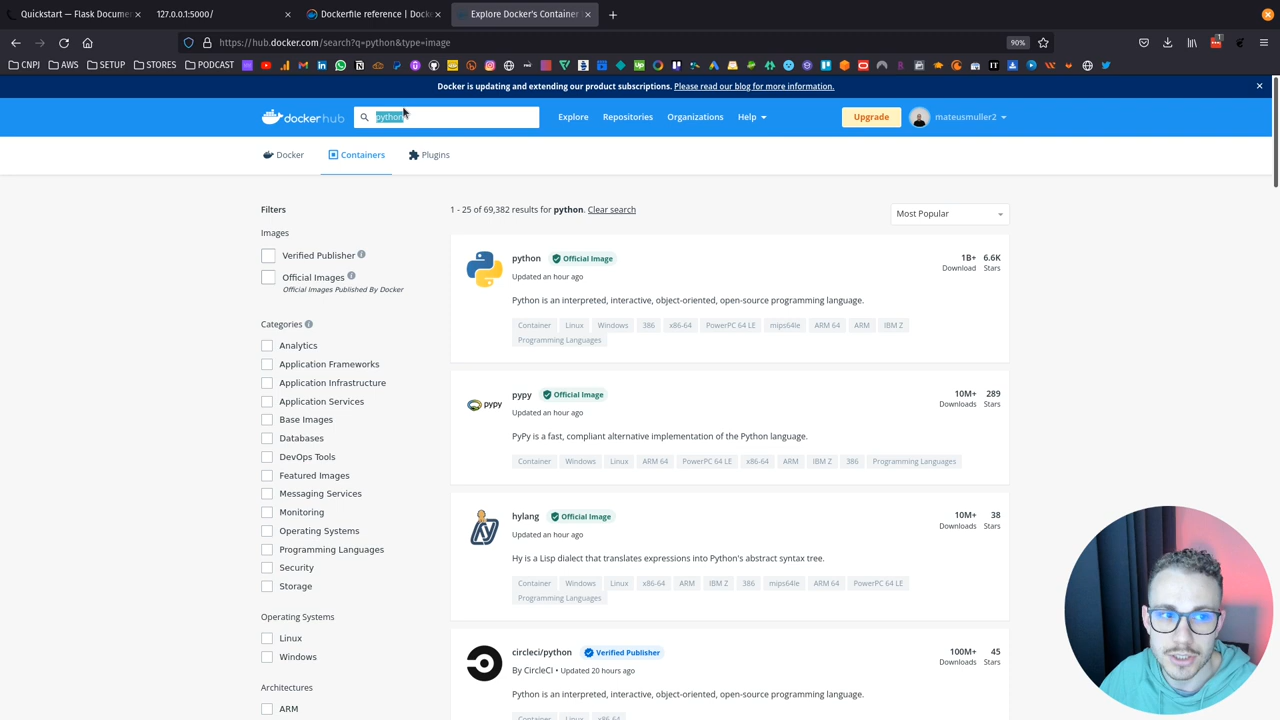 Quickstart — Flask Documen
127.0.0.1:5000/
Dockerfile reference | Docke
Explore Docker's Container
https://hub.docker.com/search?q=python&type=image
90%
CNPJ
AWS
SETUP
STORES
PODCAST
Docker is updating and extending our product subscriptions. Please read our blog for more information.
dockerhub
python
Explore
Repositories
Organizations
Help
Upgrade
mateusmuller2
Docker
Containers
Plugins
Filters
Images
Verified Publisher
Official Images
Official Images Published By Docker
Categories
Analytics
Application Frameworks
Application Infrastructure
Application Services
Base Images
Databases
DevOps Tools
Featured Images
Messaging Services
Monitoring
Operating Systems
Programming Languages
Security
Storage
Operating Systems
Linux
Windows
Architectures
ARM
1 - 25 of 69,382 results for python. Clear search
Most Popular
python Official Image
Updated an hour ago
1B+ 6.6K
Download Stars
Python is an interpreted, interactive, object-oriented, open-source programming language.
Container Linux Windows 386 x86-64 PowerPC 64 LE mips64le ARM 64 ARM IBM Z
Programming Languages
pypy Official Image
Updated an hour ago
10M+ 289
Downloads Stars
PyPy is a fast, compliant alternative implementation of the Python language.
Container Windows Linux ARM 64 PowerPC 64 LE x86-64 ARM IBM Z 386 Programming Languages
hylang Official Image
Updated an hour ago
10M+ 38
Downloads Stars
Hy is a Lisp dialect that translates expressions into Python's abstract syntax tree.
Container Windows Linux x86-64 ARM IBM Z 386 mips64le ARM 64 PowerPC 64 LE
Programming Languages
circleci/python Verified Publisher
By CircleCI • Updated 20 hours ago
100M+ 45
Downloads Stars
Python is an interpreted, interactive, object-oriented, open-source programming language.
Container Linux x86-64